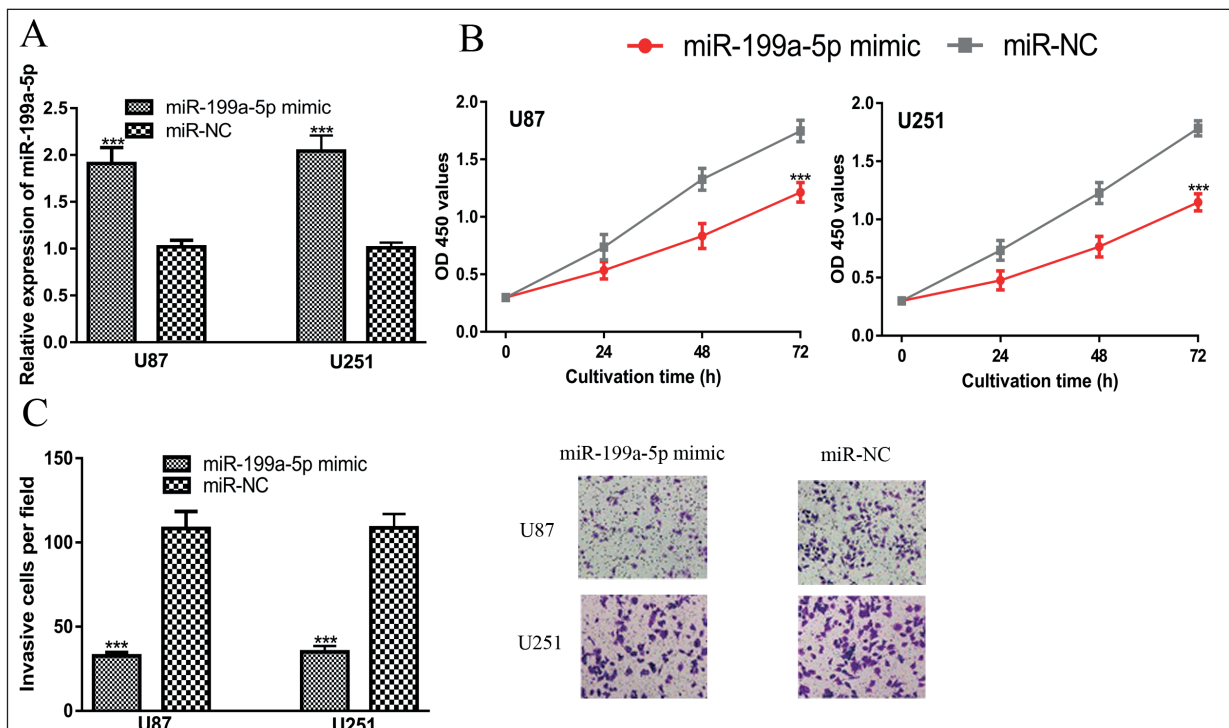 A
Relative expression of miR-199a-5p
miR-199a-5p mimic
miR-NC
2.5
2.0
1.5
1.0
0.5
0.0
***
***
U87
U251
B
miR-199a-5p mimic
miR-NC
U87
OD 450 values
2.0
1.5
1.0
0.5
0.0
***
0
24
48
72
Cultivation time (h)
U251
OD 450 values
2.0
1.5
1.0
0.5
0.0
***
0
24
48
72
Cultivation time (h)
C
Invasive cells per field
miR-199a-5p mimic
miR-NC
150
100
50
0
***
***
U87
U251
miR-199a-5p mimic
miR-NC
U87
U251